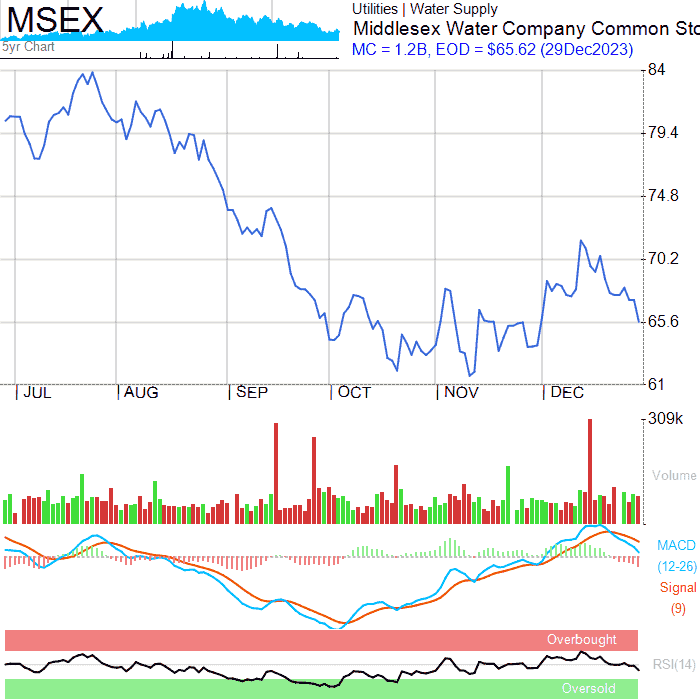 MSEX
5yr Chart
Utilities | Water Supply
Middlesex Water Company Common Sto
MC = 1.2B, EOD = $65.62 (29Dec2023)
84
79.4
74.8
70.2
65.6
61
JUL AUG SEP OCT NOV DEC
309k
Volume
MACD
(12-26)
Signal
(9)
Overbought
RSI(14)
Oversold